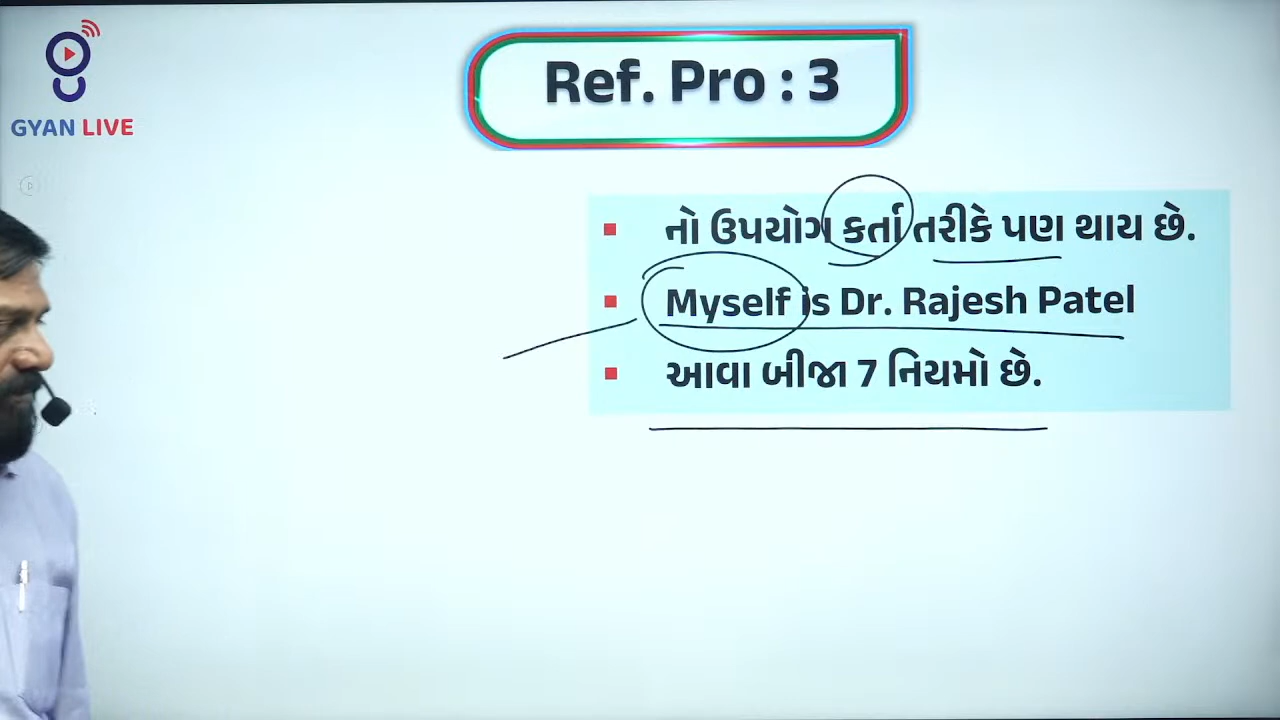 GYAN LIVE
Ref. Pro : 3
નો ઉપયોગ કર્તા તરીકે પણ થાય છે.
Myself is Dr. Rajesh Patel
આવા બીજા 7 નિયમો છે.